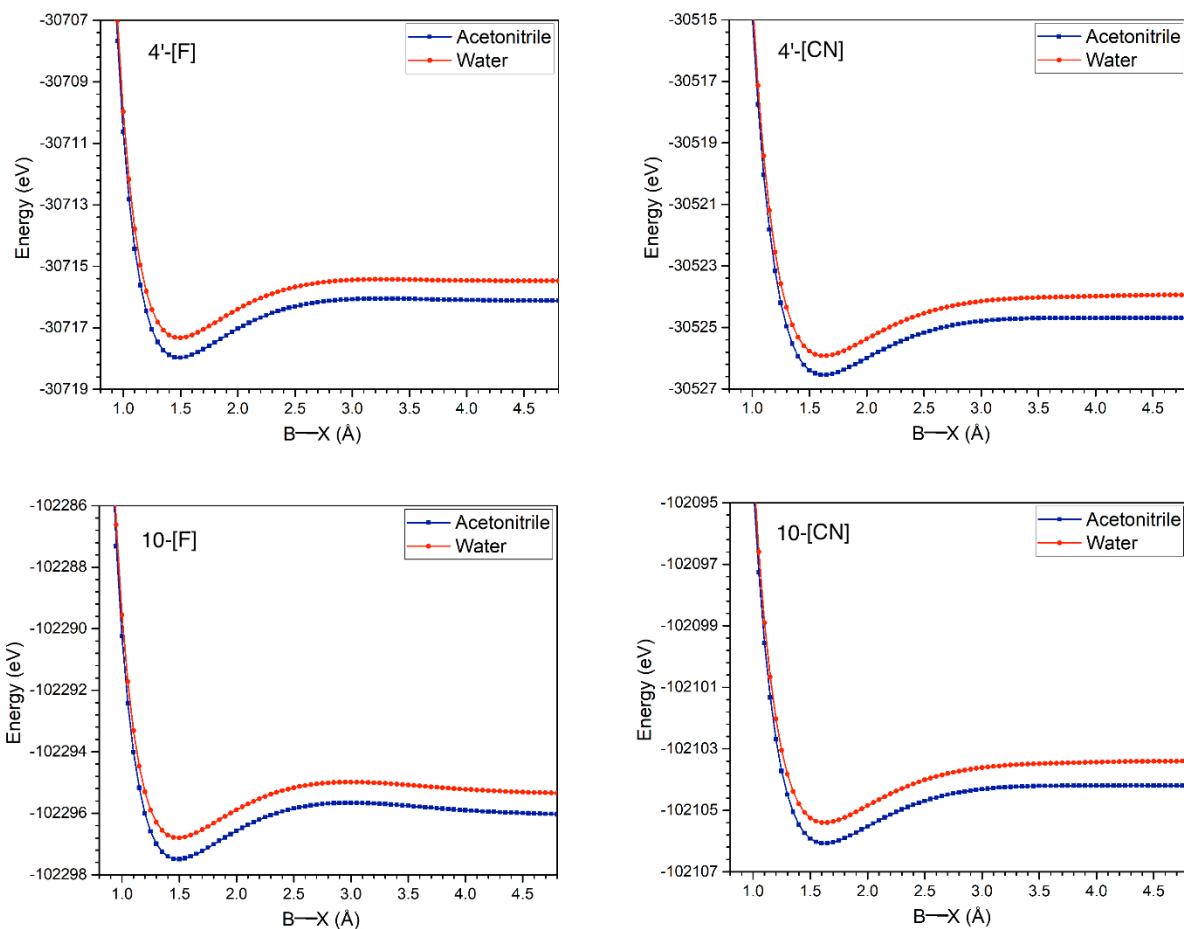 4'-[F]
Acetonitrile
Water
Energy (eV)
-30707
-30709
-30711
-30713
-30715
-30717
-30719
1.0 1.5 2.0 2.5 3.0 3.5 4.0 4.5
B—X (Å)
4'-[CN]
Acetonitrile
Water
Energy (eV)
-30515
-30517
-30519
-30521
-30523
-30525
-30527
1.0 1.5 2.0 2.5 3.0 3.5 4.0 4.5
B—X (Å)
10-[F]
Acetonitrile
Water
Energy (eV)
-102286
-102288
-102290
-102292
-102294
-102296
-102298
1.0 1.5 2.0 2.5 3.0 3.5 4.0 4.5
B—X (Å)
10-[CN]
Acetonitrile
Water
Energy (eV)
-102095
-102097
-102099
-102101
-102103
-102105
-102107
1.0 1.5 2.0 2.5 3.0 3.5 4.0 4.5
B—X (Å)